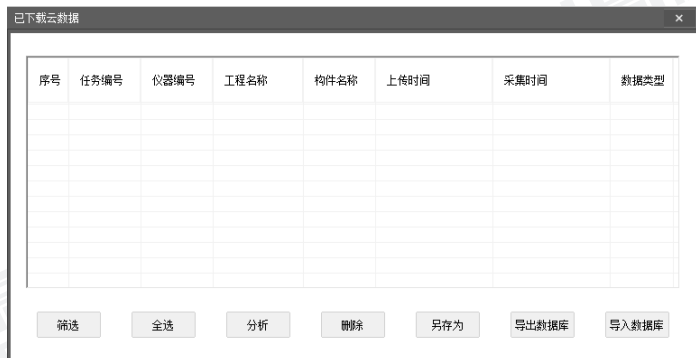 已下载云数据
序号 任务编号 仪器编号 工程名称 构件名称 上传时间 采集时间 数据类型
筛选 全选 分析 删除 另存为 导出数据库 导入数据库